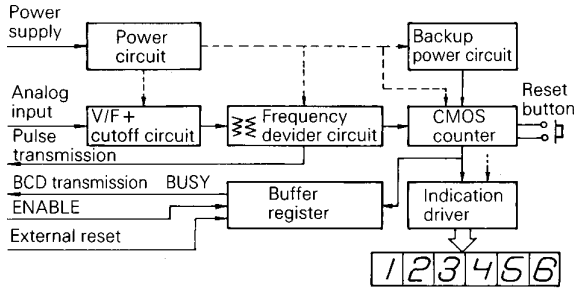 Power
supply
Power
circuit
Backup
power circuit
Analog
input
V/F+
cutoff circuit
Frequency
devider circuit
CMOS
counter
Reset
button
Pulse
transmission
BCD transmission BUSY
ENABLE
External reset
Buffer
register
Indication
driver
123456